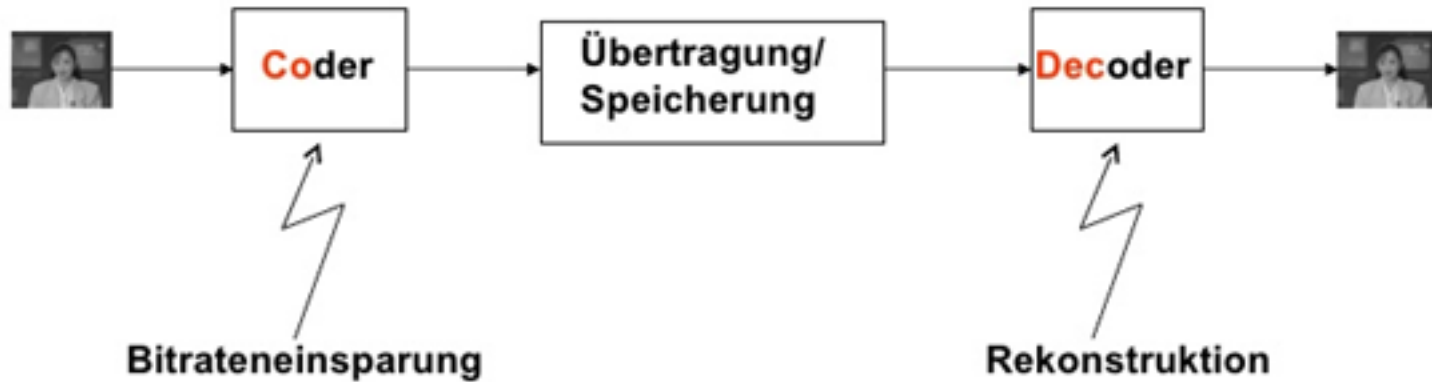 Coder
Übertragung/
Speicherung
Decoder
Bitrateneinsparung
Rekonstruktion